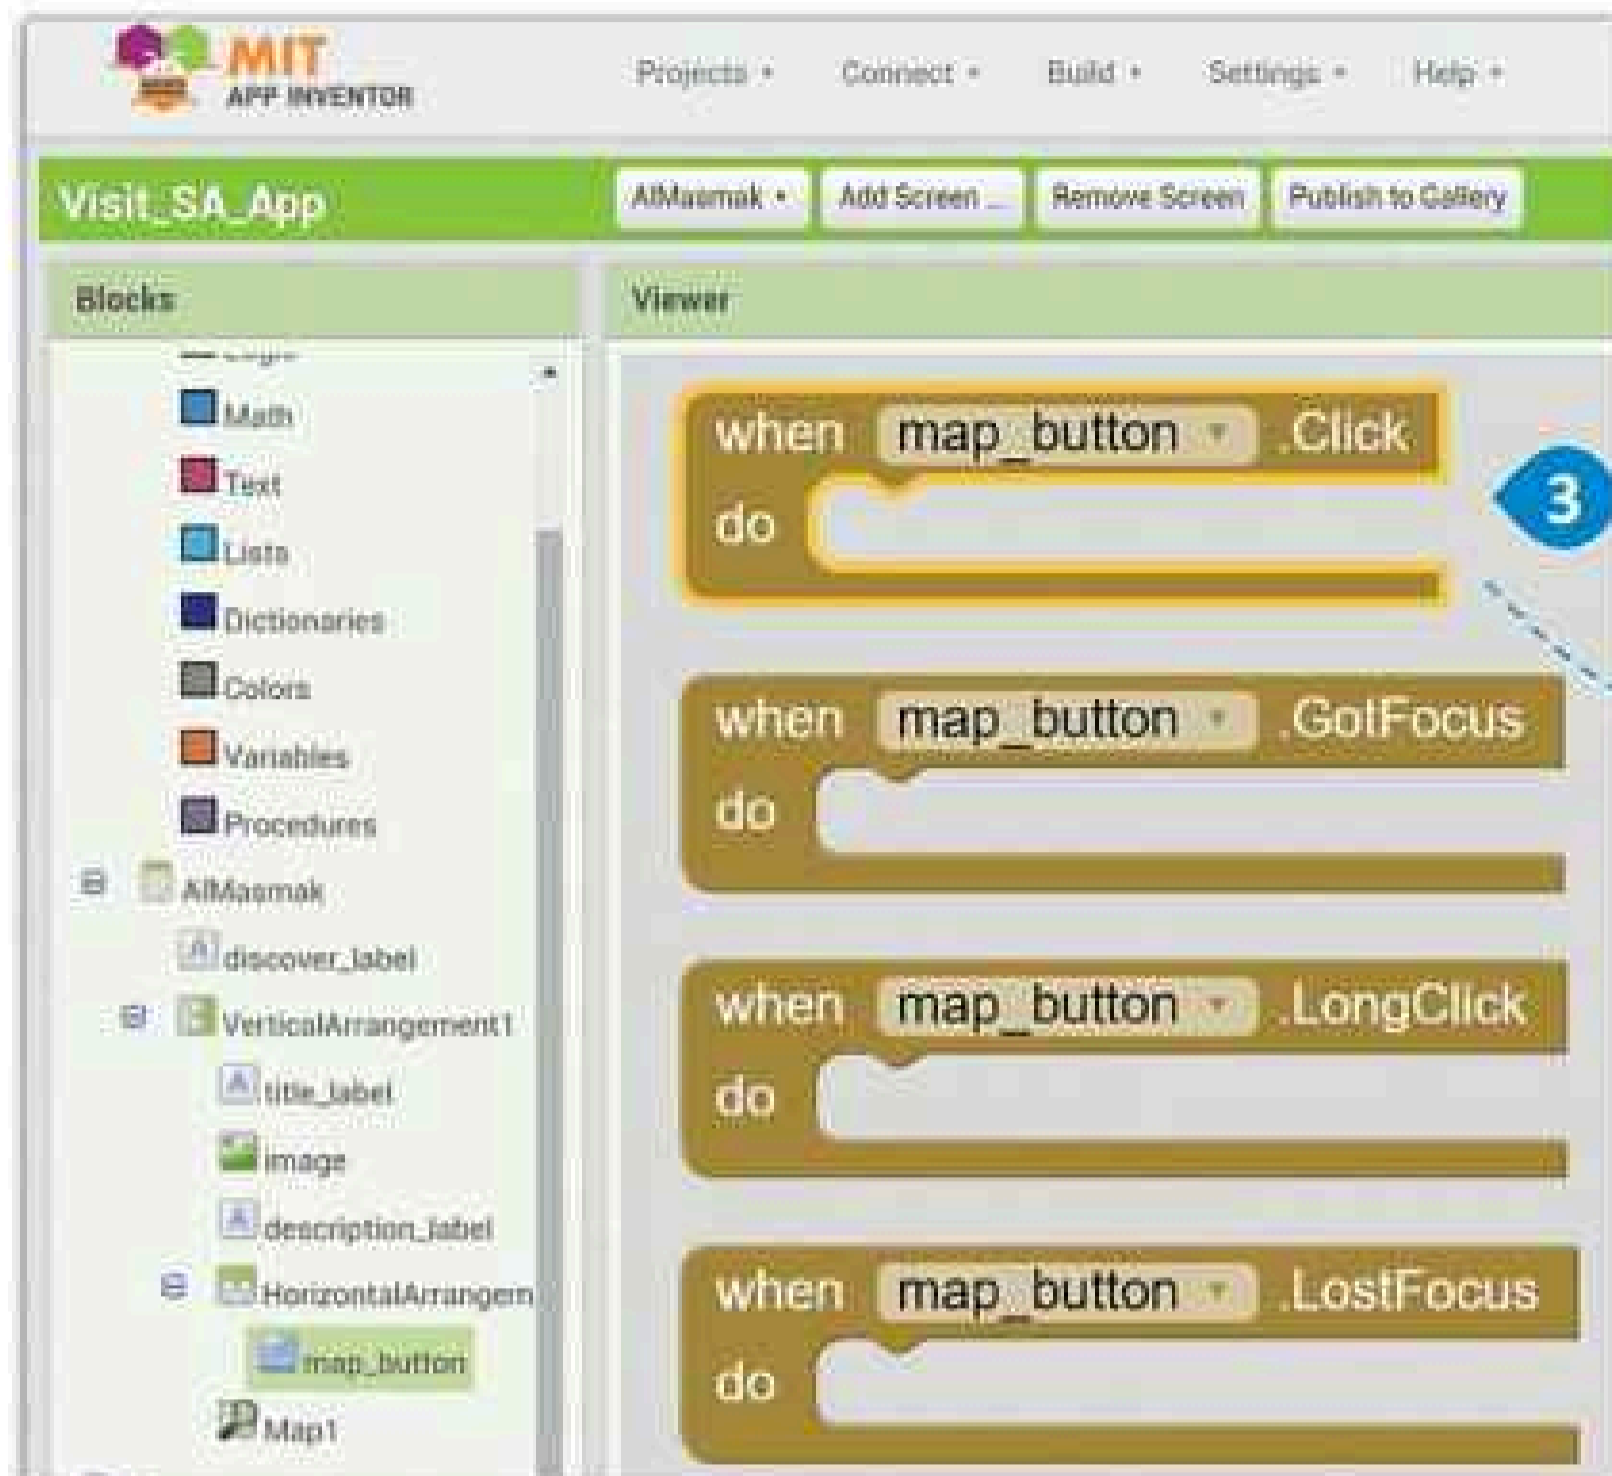 MIT
APP INVENTOR
Projects
Connect
Build
Settings
Help
Visit_SA_App
AlMasmak
Add Screen ...
Remove Screen
Publish to Gallery
Blocks
Viewer
Math
Text
Lists
Dictionaries
Colors
Variables
Procedures
AlMasmak
discover_label
VerticalArrangement1
title_label
image
description_label
HorizontalArrangem
map_button
Map1
when map_button .Click
do
3
when map_button .GotFocus
do
when map_button .LongClick
do
when map_button .LostFocus
do